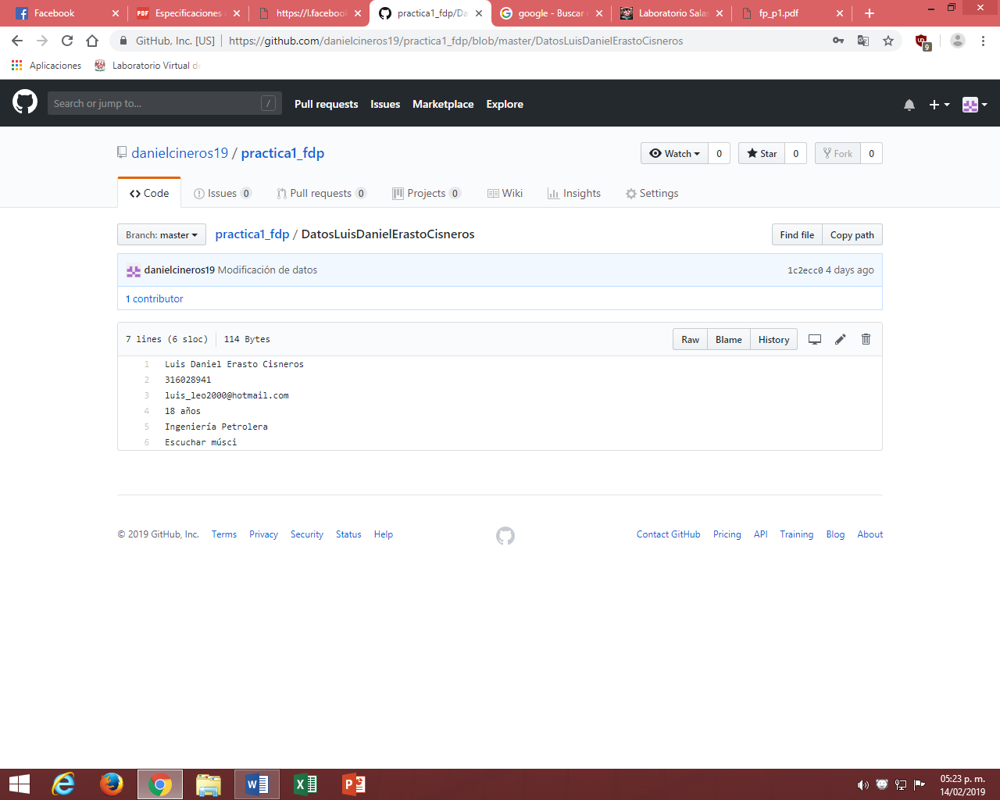 Facebook
Especificaciones
https://l.facebook
practica1_fdp/Da
google - Buscar
Laboratorio Salas
fp_p1.pdf
GitHub, Inc. [US]
https://github.com/danielcineros19/practica1_fdp/blob/master/DatosLuisDanielErastoCisneros
9
Aplicaciones
Laboratorio Virtual de
Search or jump to...
/
Pull requests
Issues
Marketplace
Explore
danielcineros19 / practica1_fdp
Watch 0
Star 0
Fork 0
Code
Issues 0
Pull requests 0
Projects 0
Wiki
Insights
Settings
Branch: master
practica1_fdp / DatosLuisDanielErastoCisneros
Find file
Copy path
danielcineros19 Modificación de datos
1c2ecc0 4 days ago
1 contributor
7 lines (6 sloc) 114 Bytes
Raw
Blame
History
1 Luis Daniel Erasto Cisneros
2 316028941
3 luis_leo2000@hotmail.com
4 18 años
5 Ingeniería Petrolera
6 Escuchar músci
© 2019 GitHub, Inc.
Terms
Privacy
Security
Status
Help
Contact GitHub
Pricing
API
Training
Blog
About
05:23 p. m.
14/02/2019